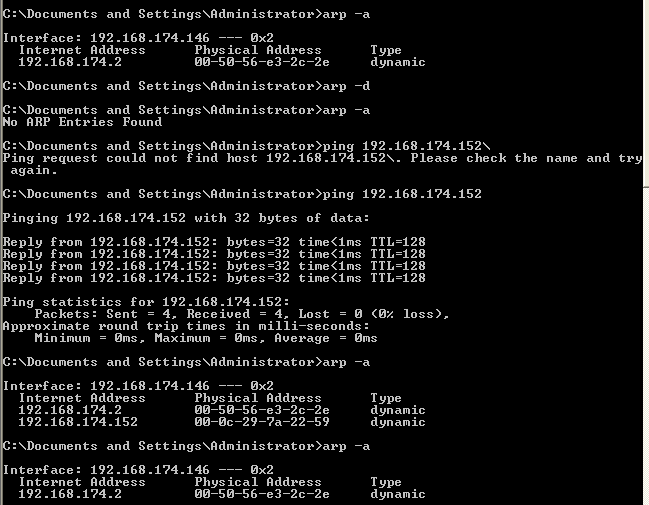 C:\Documents and Settings\Administrator>arp -a
Interface: 192.168.174.146 --- 0x2
  Internet Address      Physical Address      Type
  192.168.174.2         00-50-56-e3-2c-2e     dynamic
C:\Documents and Settings\Administrator>arp -d
C:\Documents and Settings\Administrator>arp -a
No ARP Entries Found
C:\Documents and Settings\Administrator>ping 192.168.174.152\
Ping request could not find host 192.168.174.152\. Please check the name and try
 again.
C:\Documents and Settings\Administrator>ping 192.168.174.152
Pinging 192.168.174.152 with 32 bytes of data:
Reply from 192.168.174.152: bytes=32 time<1ms TTL=128
Reply from 192.168.174.152: bytes=32 time<1ms TTL=128
Reply from 192.168.174.152: bytes=32 time<1ms TTL=128
Reply from 192.168.174.152: bytes=32 time<1ms TTL=128
Ping statistics for 192.168.174.152:
    Packets: Sent = 4, Received = 4, Lost = 0 (0% loss),
Approximate round trip times in milli-seconds:
    Minimum = 0ms, Maximum = 0ms, Average = 0ms
C:\Documents and Settings\Administrator>arp -a
Interface: 192.168.174.146 --- 0x2
  Internet Address      Physical Address      Type
  192.168.174.2         00-50-56-e3-2c-2e     dynamic
  192.168.174.152       00-0c-29-7a-22-59     dynamic
C:\Documents and Settings\Administrator>arp -a
Interface: 192.168.174.146 --- 0x2
  Internet Address      Physical Address      Type
  192.168.174.2         00-50-56-e3-2c-2e     dynamic